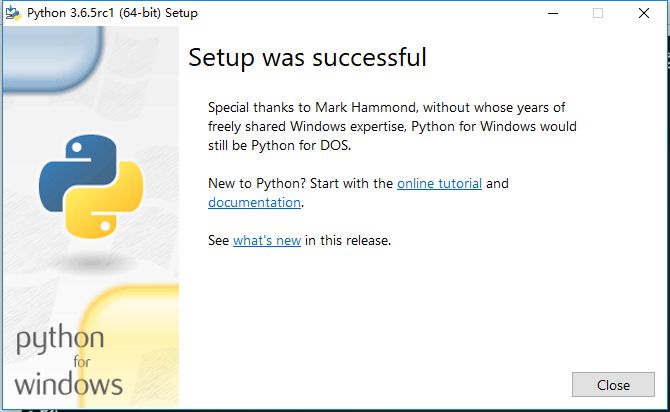 Python 3.6.5rc1 (64-bit) Setup
Setup was successful
Special thanks to Mark Hammond, without whose years of
freely shared Windows expertise, Python for Windows would
still be Python for DOS.
New to Python? Start with the online tutorial and
documentation.
See what's new in this release.
python
for
windows
Close